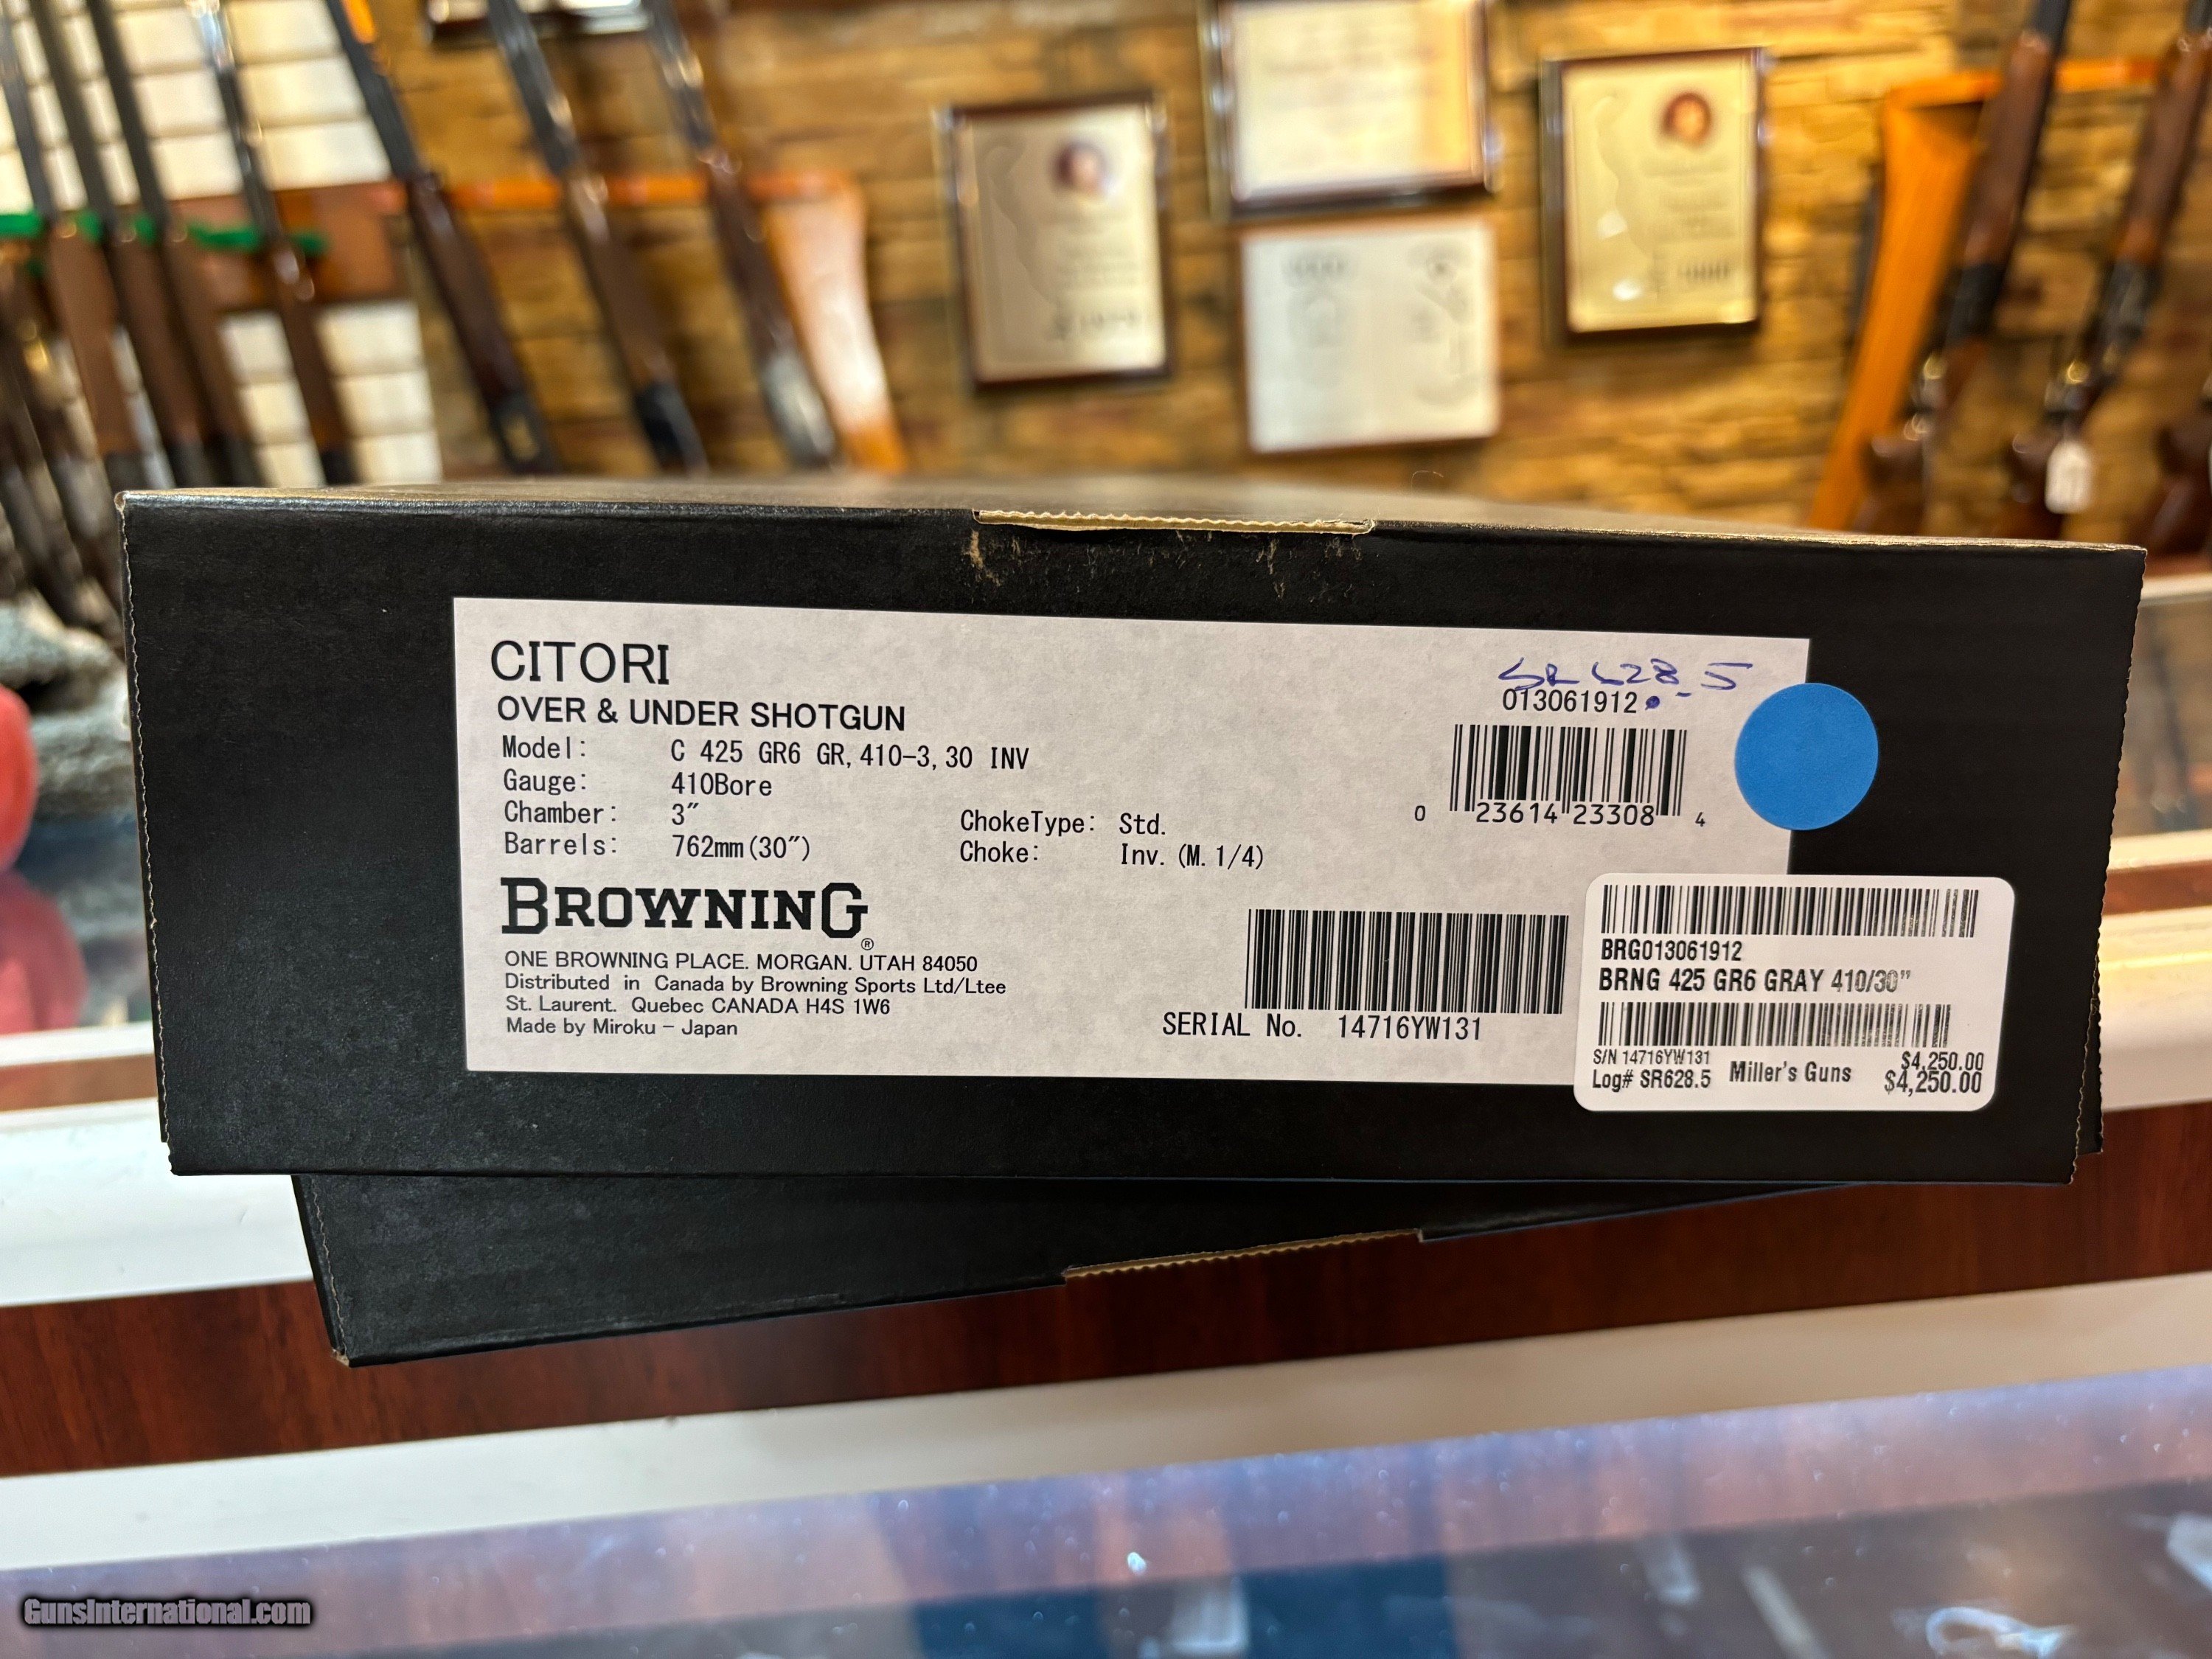 CITORI
OVER & UNDER SHOTGUN
Model: C 425 GR6 GR,410-3,30 INV
Gauge: 410Bore
Chamber: 3″
Barrels: 762mm(30″)
ChokeType: Std.
Choke: Inv.(M.1/4)
SR 628.5
013061912
0 23614 23308 4
BROWNING®
ONE BROWNING PLACE. MORGAN. UTAH 84050
Distributed in Canada by Browning Sports Ltd/Ltee
St. Laurent. Quebec CANADA H4S 1W6
Made by Miroku - Japan
SERIAL No. 14716YW131
BRG013061912
BRNG 425 GR6 GRAY 410/30"
S/N 14716YW131 $4,250.00
Log# SR628.5 Miller's Guns $4,250.00
GunsInternational.com